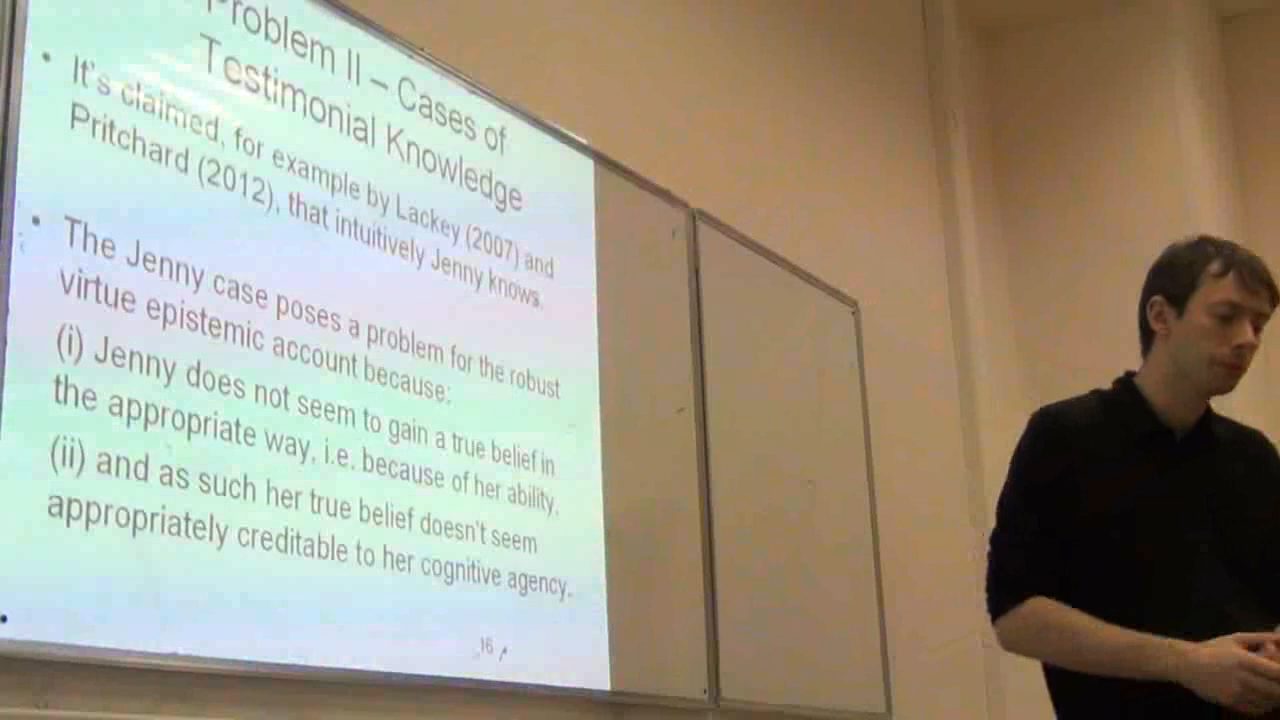 Problem II – Cases of
Testimonial Knowledge
• It's claimed, for example by Lackey (2007) and
Pritchard (2012), that intuitively Jenny knows.
• The Jenny case poses a problem for the robust
virtue epistemic account because:
(i) Jenny does not seem to gain a true belief in
the appropriate way, i.e. because of her ability,
(ii) and as such her true belief doesn't seem
appropriately creditable to her cognitive agency.
16